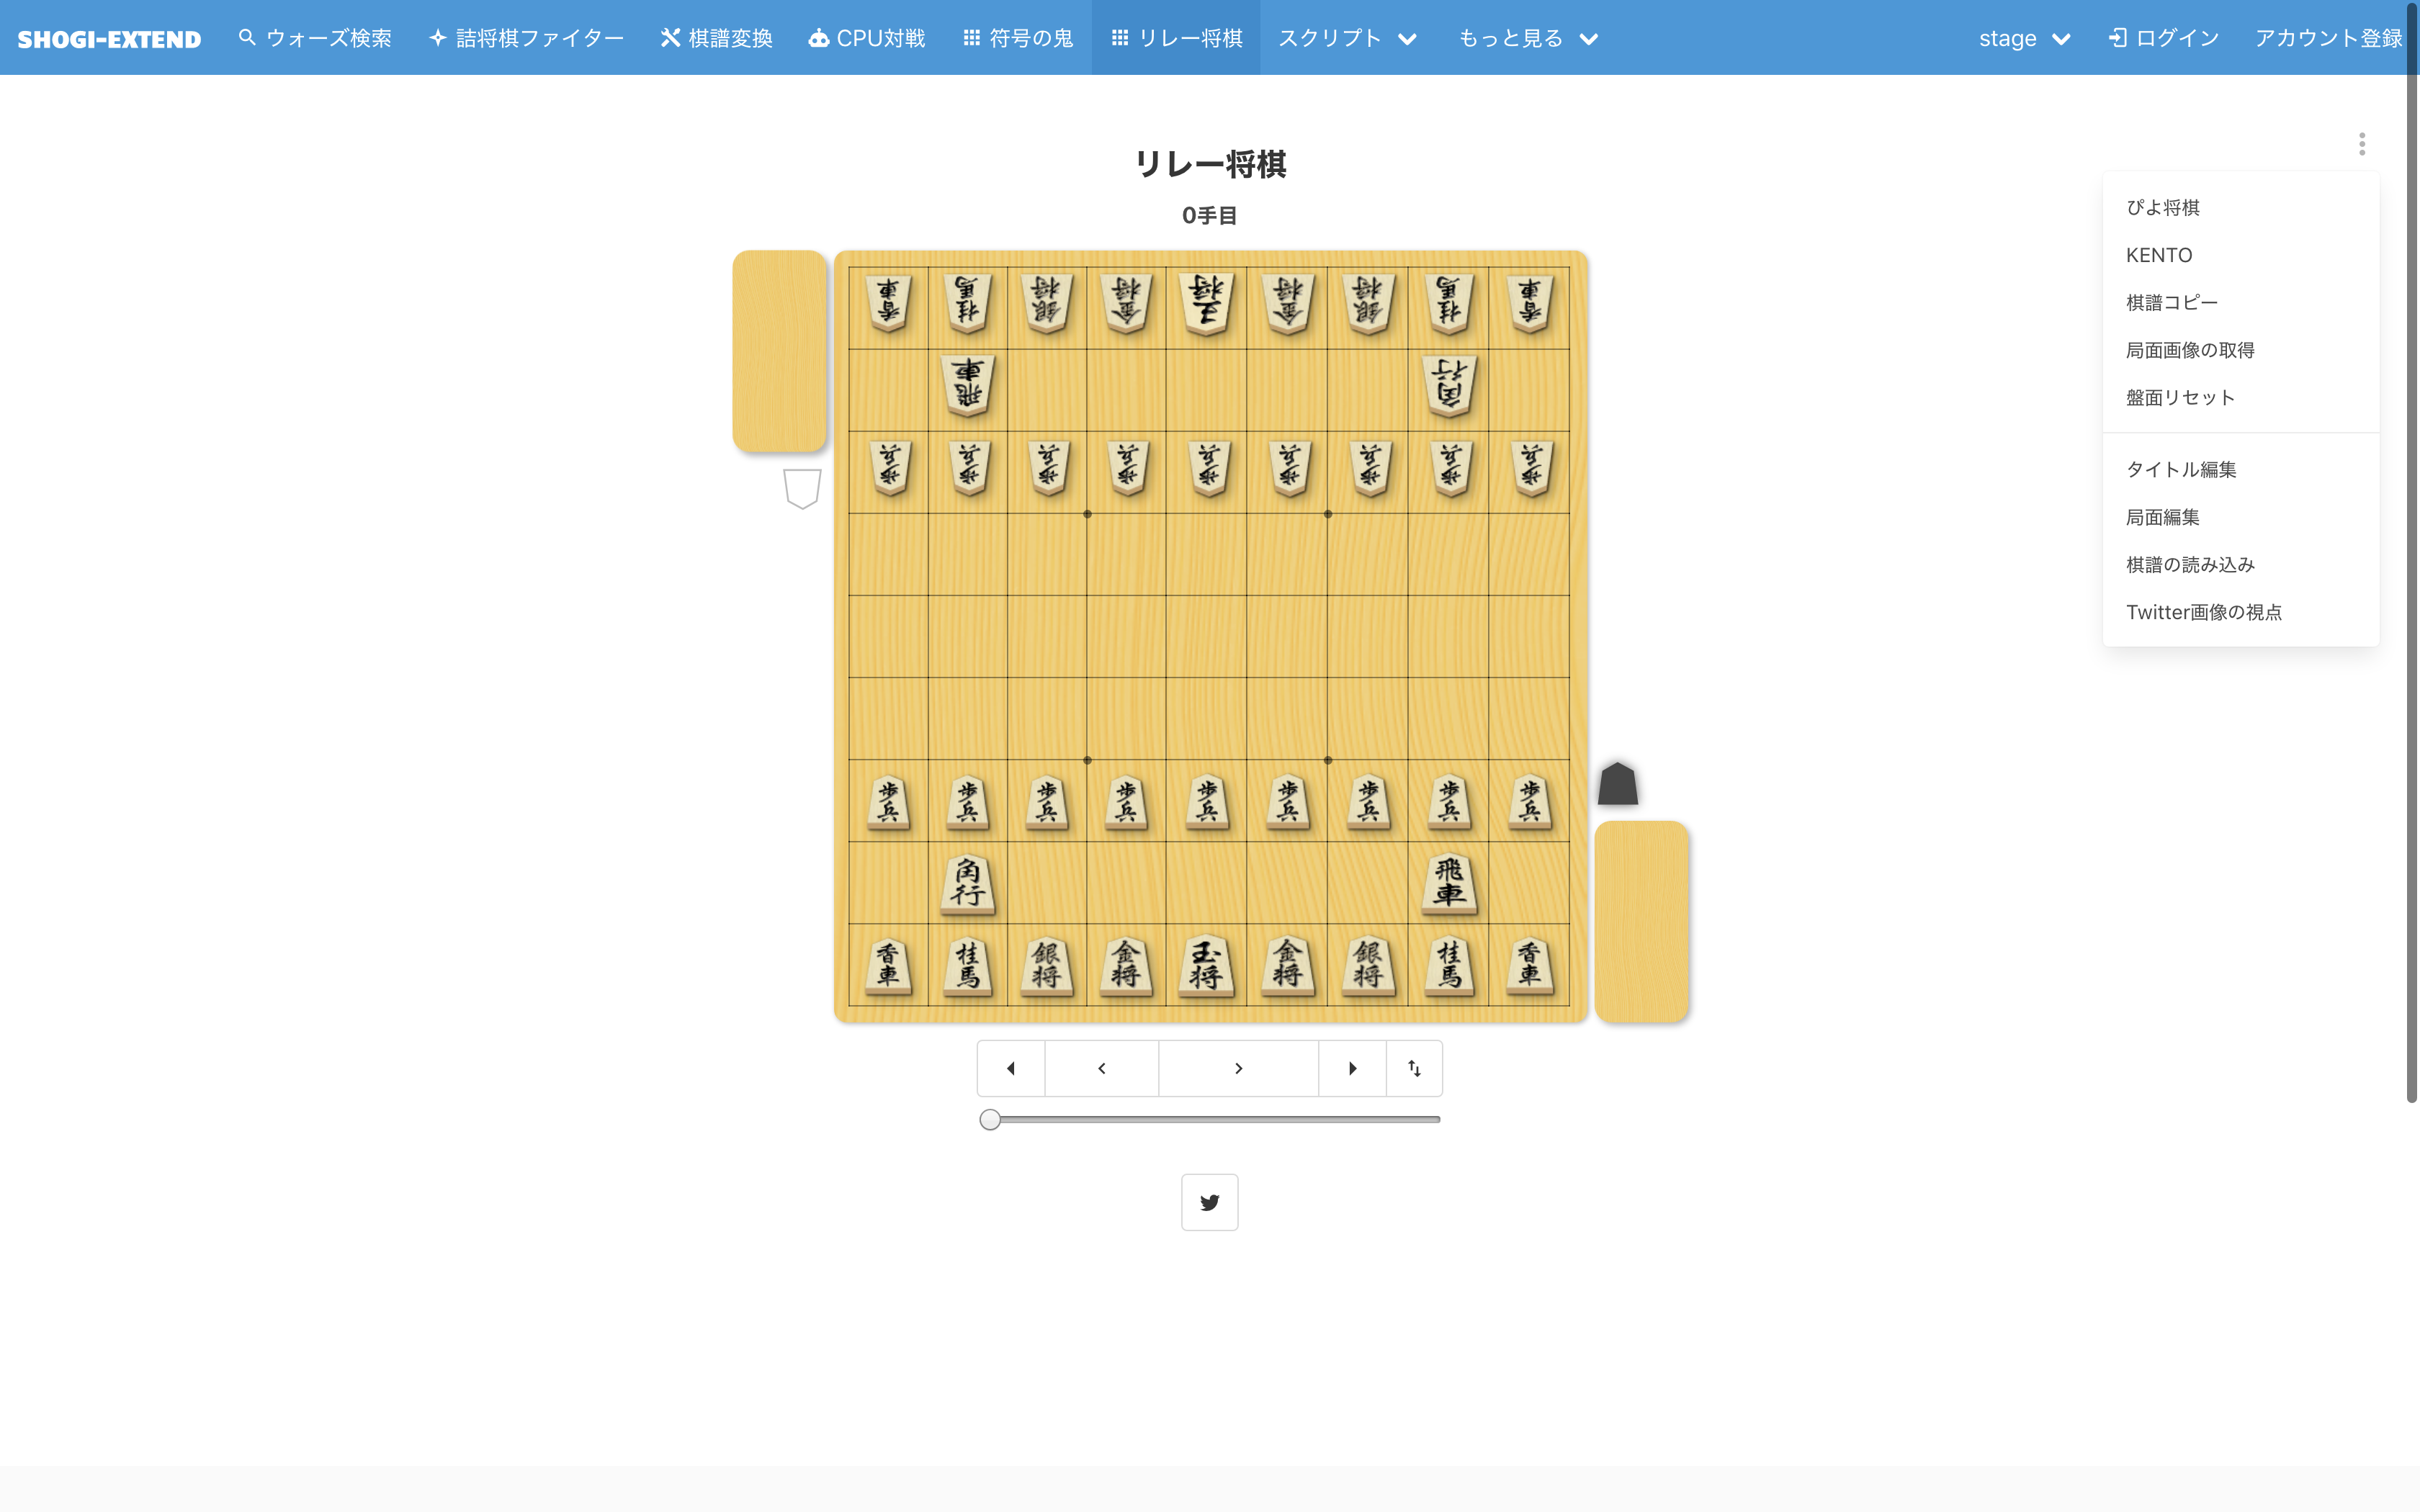 SHOGI-EXTEND ウォーズ検索 詰将棋ファイター 棋譜変換 CPU対戦 符号の鬼 リレー将棋 スクリプト もっと見る stage ログイン アカウント登録
リレー将棋
0手目
ぴよ将棋
KENTO
棋譜コピー
局面画像の取得
盤面リセット
タイトル編集
局面編集
棋譜の読み込み
Twitter画像の視点
香車 桂馬 銀将 金将 王将 金将 銀将 桂馬 香車
飛車 角行
歩兵 歩兵 歩兵 歩兵 歩兵 歩兵 歩兵 歩兵 歩兵
歩兵 歩兵 歩兵 歩兵 歩兵 歩兵 歩兵 歩兵 歩兵
角行 飛車
香車 桂馬 銀将 金将 玉将 金将 銀将 桂馬 香車